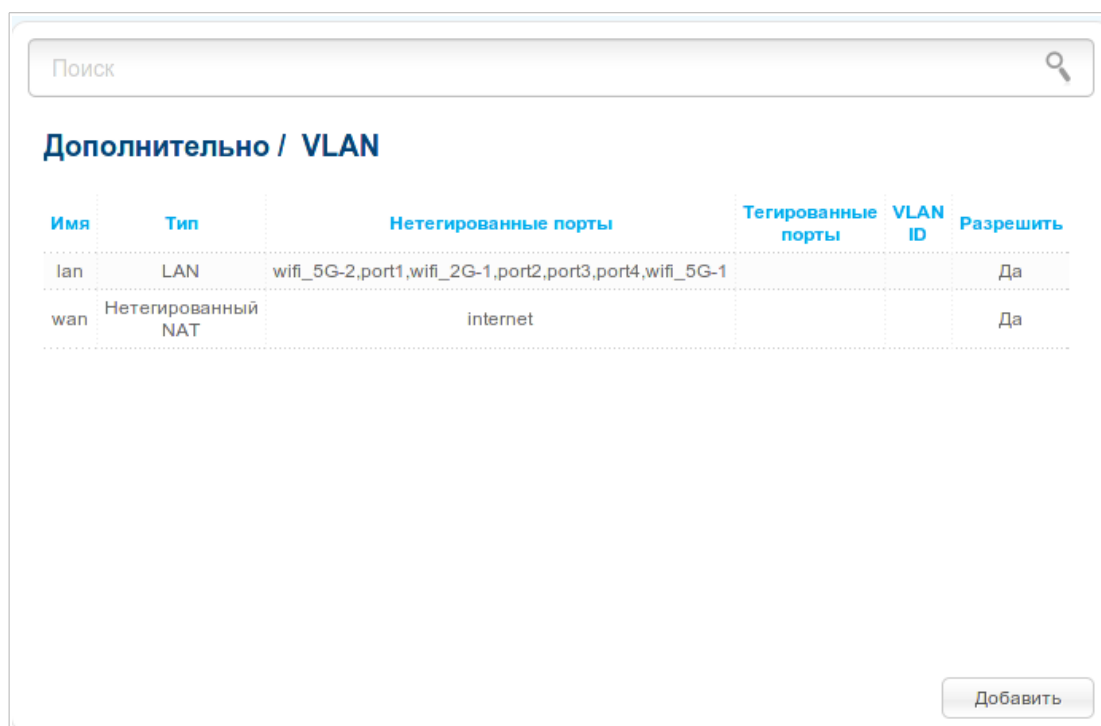 Поиск
Дополнительно / VLAN
Имя Тип Нетегированные порты Тегированные порты VLAN ID Разрешить
lan LAN wifi_5G-2,port1,wifi_2G-1,port2,port3,port4,wifi_5G-1 Да
wan Нетегированный NAT internet Да
Добавить